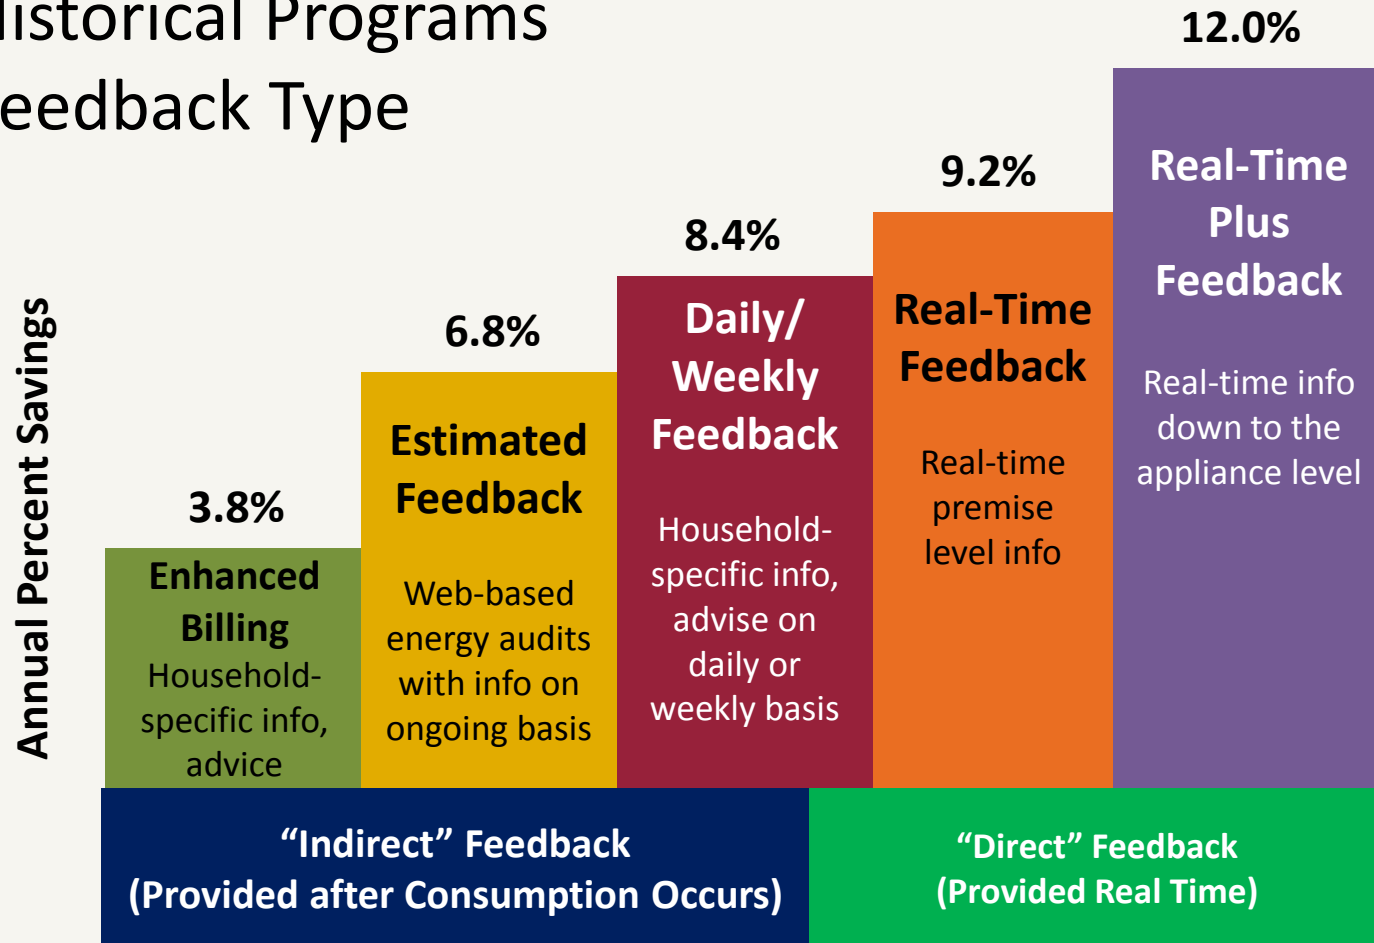 Historical Programs
eedback Type
Annual Percent Savings
3.8%
Enhanced
Billing
Household-
specific info,
advice
6.8%
Estimated
Feedback
Web-based
energy audits
with info on
ongoing basis
8.4%
Daily/
Weekly
Feedback
Household-
specific info,
advise on
daily or
weekly basis
9.2%
Real-Time
Feedback
Real-time
premise
level info
12.0%
Real-Time
Plus
Feedback
Real-time info
down to the
appliance level
“Indirect” Feedback
(Provided after Consumption Occurs)
“Direct” Feedback
(Provided Real Time)